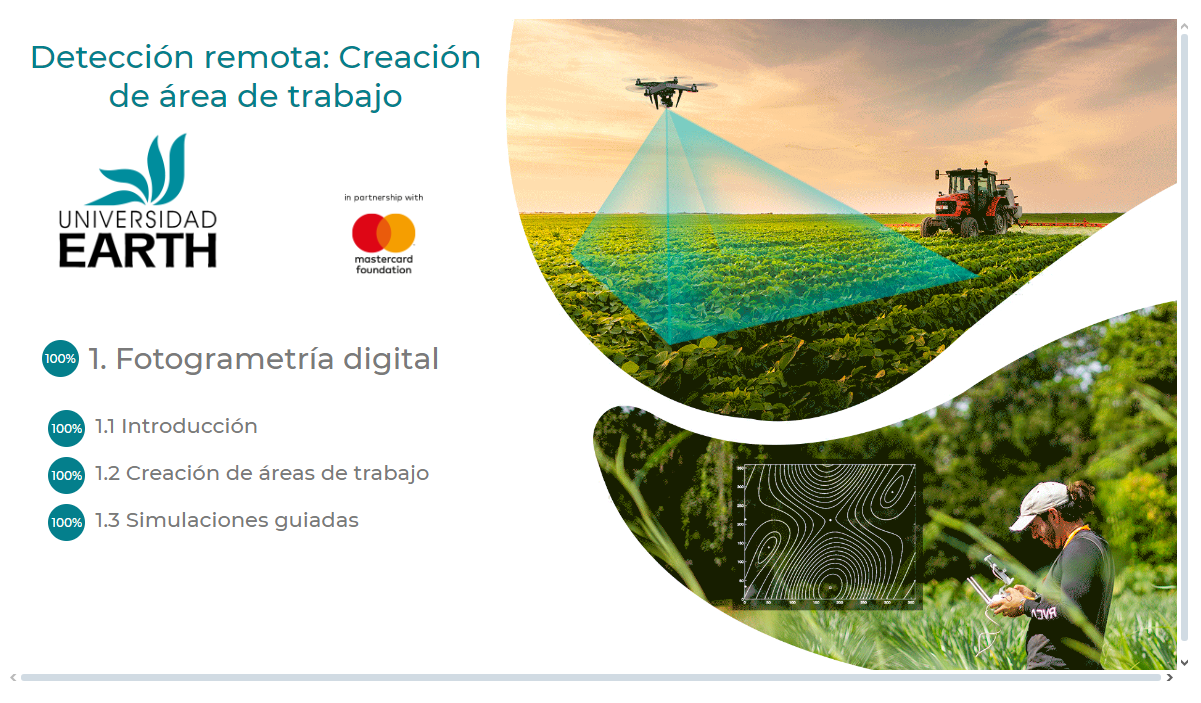 Detección remota: Creación
de área de trabajo
UNIVERSIDAD
EARTH
in partnership with
mastercard
foundation
100% 1. Fotogrametría digital
100% 1.1 Introducción
100% 1.2 Creación de áreas de trabajo
100% 1.3 Simulaciones guiadas